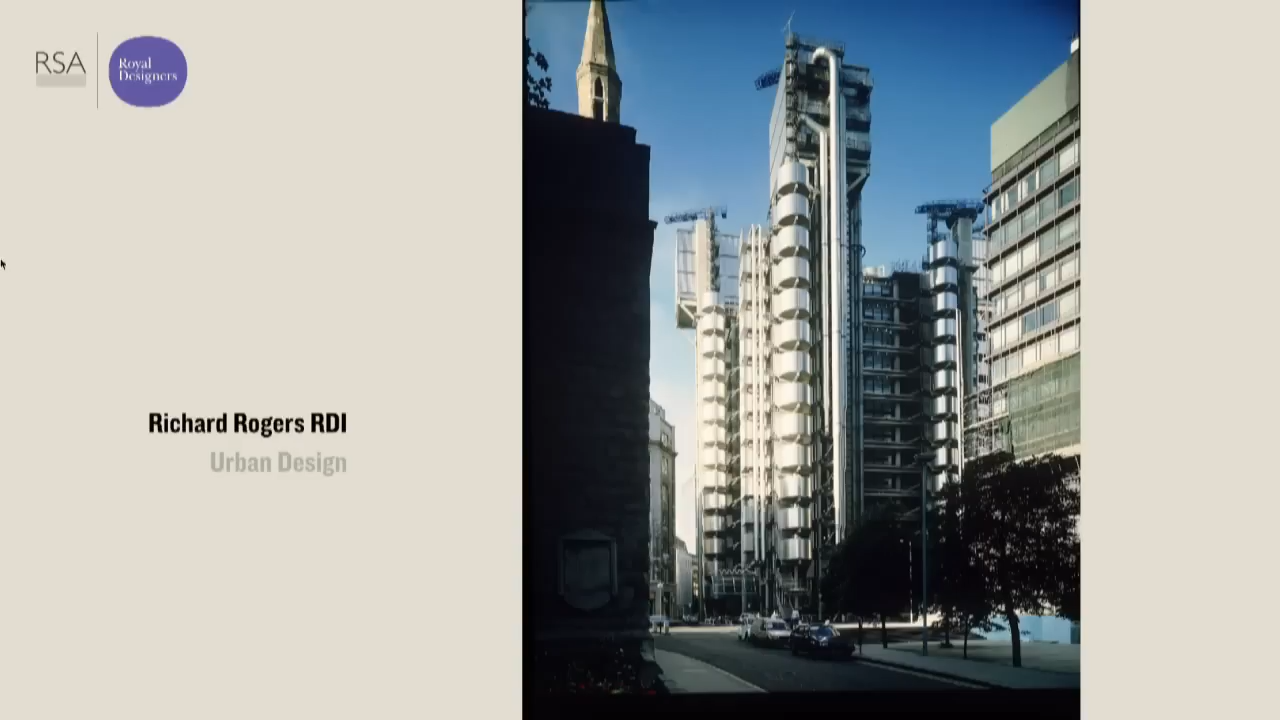 RSA
Royal
Designers
Richard Rogers RDI
Urban Design